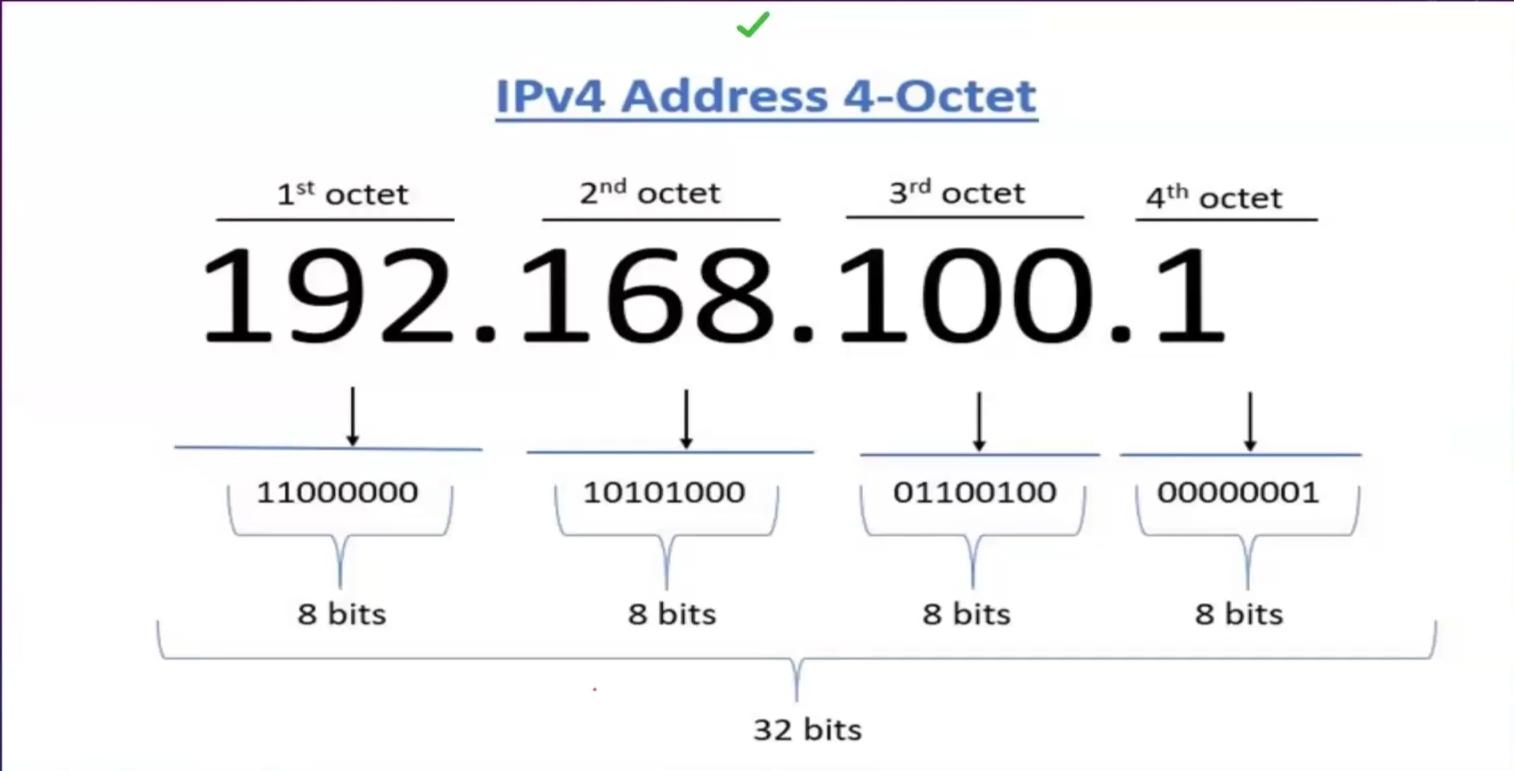 IPv4 Address 4-Octet
1st octet 2nd octet 3rd octet 4th octet
192.168.100.1
11000000 10101000 01100100 00000001
8 bits 8 bits 8 bits 8 bits
32 bits